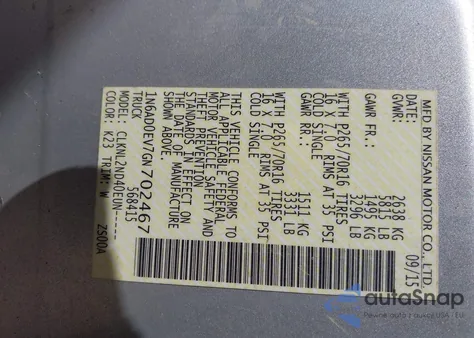 MFD BY NISSAN MOTOR CO., LTD.
09/15
GVWR: 2638 KG
5815 LB
GAWR FR.: 1495 KG
3296 LB
WITH P265/70R16 TIRES
16 X 7.0 RIMS AT 35 PSI
COLD SINGLE
GAWR RR.: 1511 KG
3331 LB
WITH P265/70R16 TIRES
16 X 7.0 RIMS AT 35 PSI
COLD SINGLE
THIS VEHICLE CONFORMS TO
ALL APPLICABLE FEDERAL
MOTOR VEHICLE SAFETY AND
THEFT PREVENTION
STANDARDS IN EFFECT ON
THE DATE OF MANUFACTURE
SHOWN ABOVE.
1N6AD0EV7GN702467
TRUCK 568415
MODEL: CLKNL2ND40EUN-----
COLOR: K23 TRIM: W Z500A
autaSnap